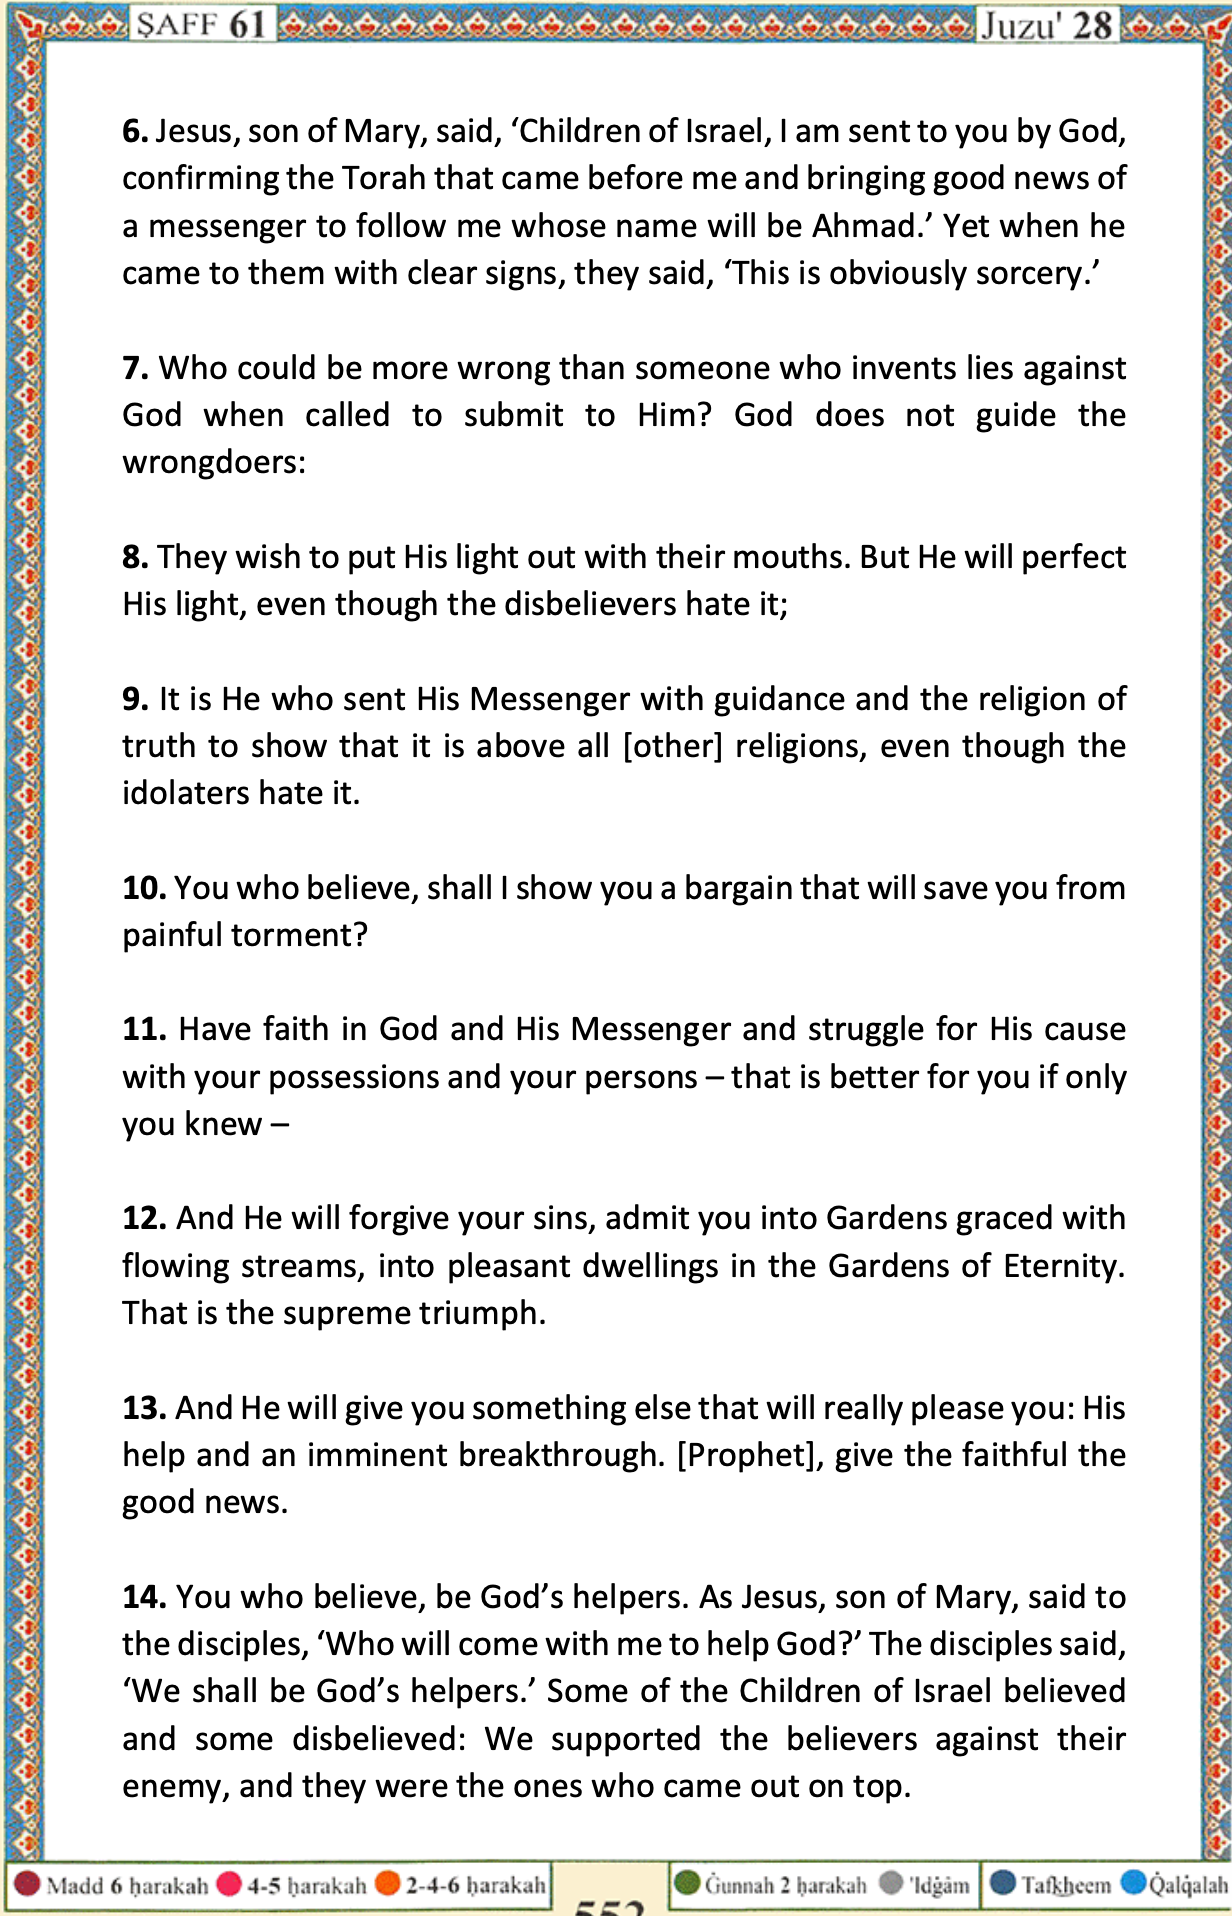 ṢAFF 61
Juzu' 28
6. Jesus, son of Mary, said, ‘Children of Israel, I am sent to you by God,
confirming the Torah that came before me and bringing good news of
a messenger to follow me whose name will be Ahmad.’ Yet when he
came to them with clear signs, they said, ‘This is obviously sorcery.’
7. Who could be more wrong than someone who invents lies against
God when called to submit to Him? God does not guide the
wrongdoers:
8. They wish to put His light out with their mouths. But He will perfect
His light, even though the disbelievers hate it;
9. It is He who sent His Messenger with guidance and the religion of
truth to show that it is above all [other] religions, even though the
idolaters hate it.
10. You who believe, shall I show you a bargain that will save you from
painful torment?
11. Have faith in God and His Messenger and struggle for His cause
with your possessions and your persons – that is better for you if only
you knew –
12. And He will forgive your sins, admit you into Gardens graced with
flowing streams, into pleasant dwellings in the Gardens of Eternity.
That is the supreme triumph.
13. And He will give you something else that will really please you: His
help and an imminent breakthrough. [Prophet], give the faithful the
good news.
14. You who believe, be God’s helpers. As Jesus, son of Mary, said to
the disciples, ‘Who will come with me to help God?’ The disciples said,
‘We shall be God’s helpers.’ Some of the Children of Israel believed
and some disbelieved: We supported the believers against their
enemy, and they were the ones who came out on top.
Madd 6 ḥarakah 4-5 ḥarakah 2-4-6 ḥarakah
552
Ġunnah 2 ḥarakah 'Idġām
Tafkheem Qalqalah